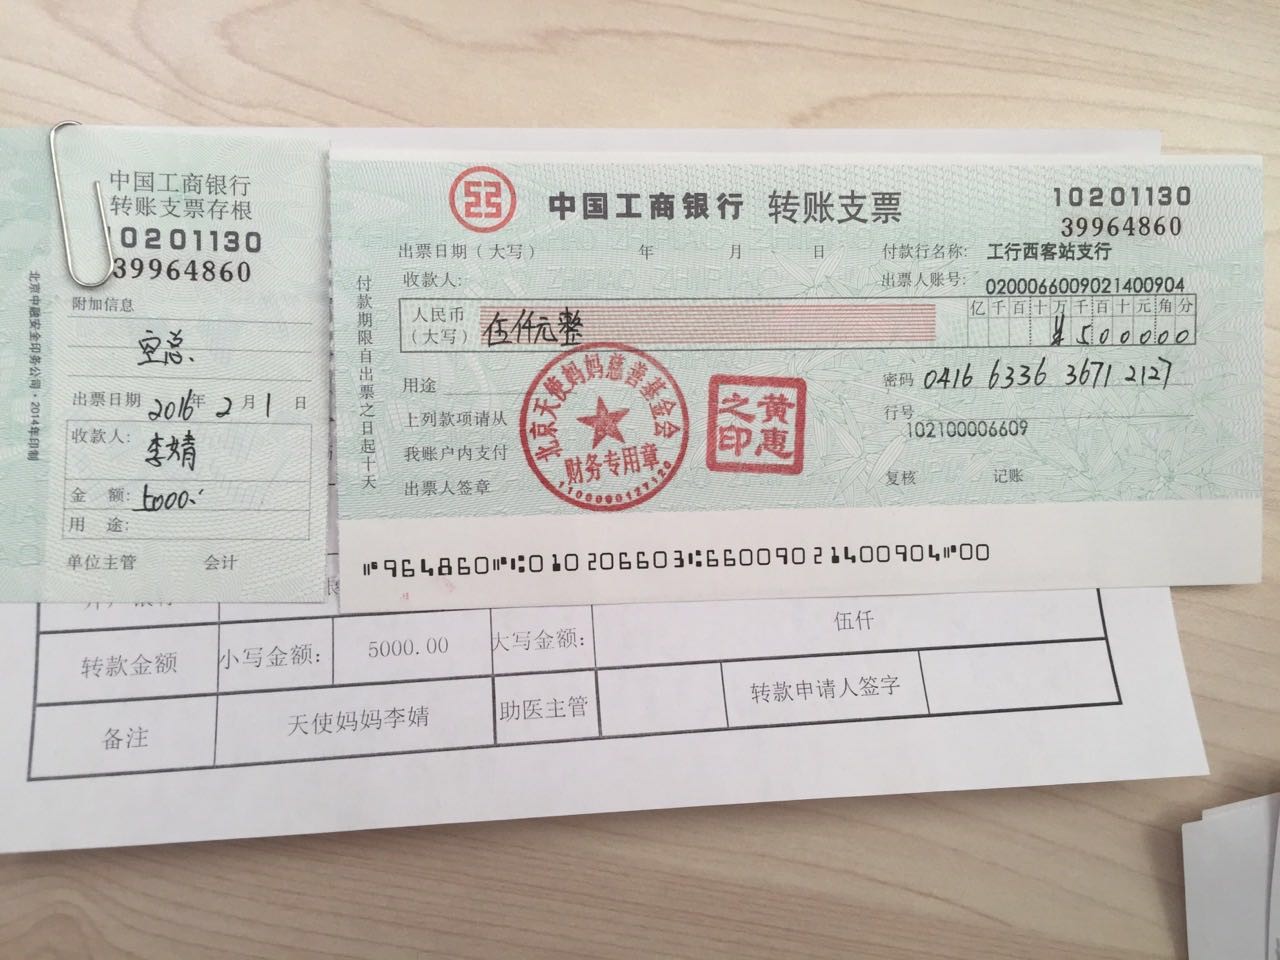 中国工商银行
转账支票存根
10201130
39964860
附加信息
空总
出票日期 2016年 2月 1日
收款人:
李婧
金 额: 5000.
用 途:
单位主管 会计
北京中融安全印务公司·2014年印制
中国工商银行 转账支票
10201130
39964860
出票日期(大写) 年 月 日
付款行名称: 工行西客站支行
收款人:
出票人账号: 0200066009021400904
人民币
(大写)
伍仟元整
亿千百十万千百十元角分
¥500000
用途
密码 0416 6336 3671 2127
上列款项请从
行号
102100006609
我账户内支付
出票人签章
复核 记账
付款期限自出票之日起十天
北京天使妈妈慈善基金会
财务专用章
1100090127120
黄惠之印
⑈964860⑈⑆010206603⑆6600902140090 4⑈00
转款金额 小写金额: 5000.00 大写金额: 伍仟
备注 天使妈妈李婧 助医主管 转款申请人签字